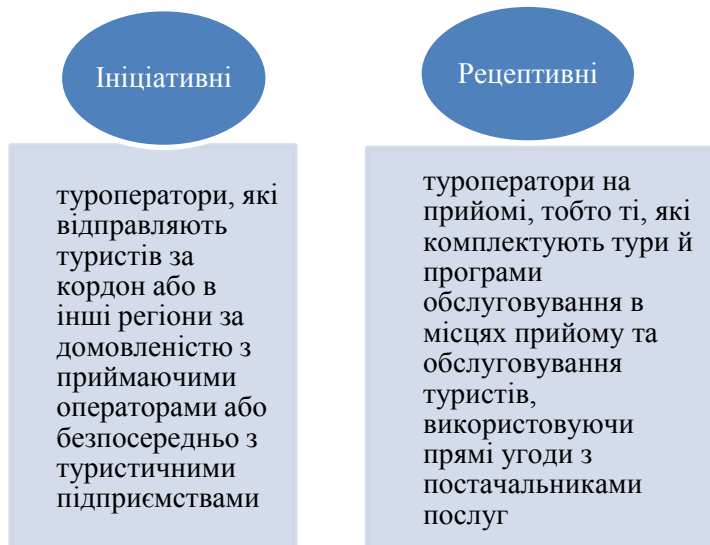 Ініціативні
туроператори, які
відправляють
туристів за
кордон або в
інші регіони за
домовленістю з
приймаючими
операторами або
безпосередньо з
туристичними
підприємствами
Рецептивні
туроператори на
прийомі, тобто ті, які
комплектують тури й
програми
обслуговування в
місцях прийому та
обслуговування
туристів,
використовуючи
прямі угоди з
постачальниками
послуг